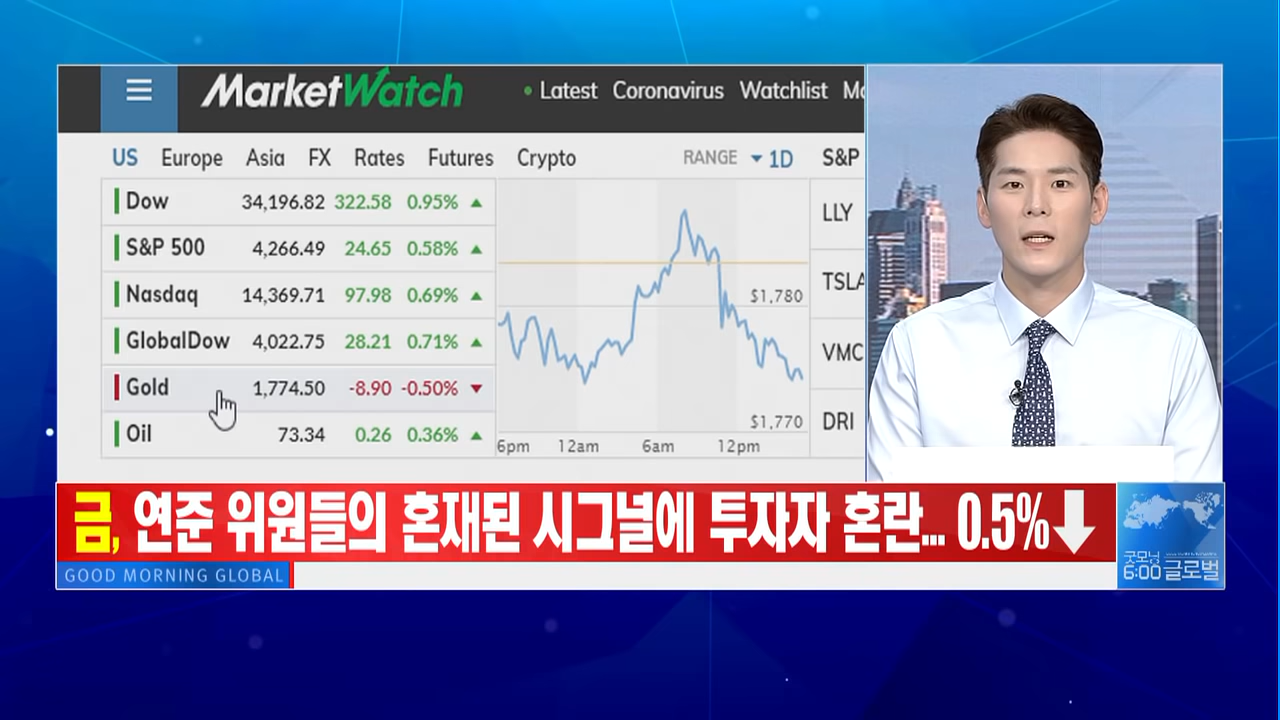 MarketWatch
Latest Coronavirus Watchlist
US Europe Asia FX Rates Futures Crypto RANGE 1D S&P
Dow 34,196.82 322.58 0.95%
S&P 500 4,266.49 24.65 0.58%
Nasdaq 14,369.71 97.98 0.69%
GlobalDow 4,022.75 28.21 0.71%
Gold 1,774.50 -8.90 -0.50%
Oil 73.34 0.26 0.36%
$1,780
$1,770
6pm 12am 6am 12pm
LLY
TSLA
VMC
DRI
금, 연준 위원들의 혼재된 시그널에 투자자 혼란... 0.5%
GOOD MORNING GLOBAL
굿모닝
6:00 글로벌